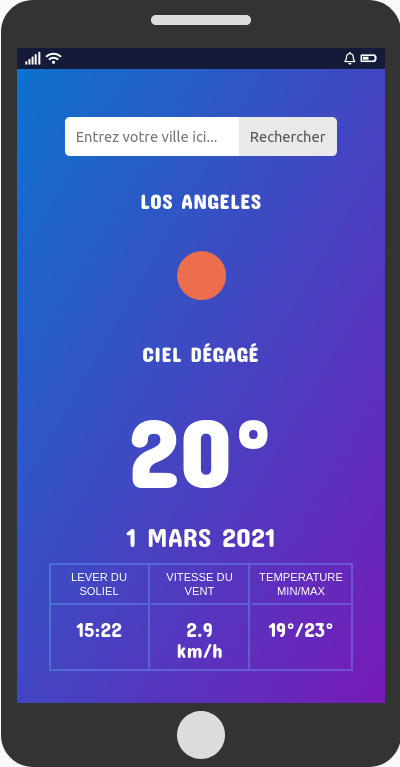 Entrez votre ville ici...
Rechercher
LOS ANGELES
CIEL DÉGAGÉ
20°
1 MARS 2021
LEVER DU
SOLIEL
VITESSE DU
VENT
TEMPERATURE
MIN/MAX
15:22
2.9
km/h
19°/23°